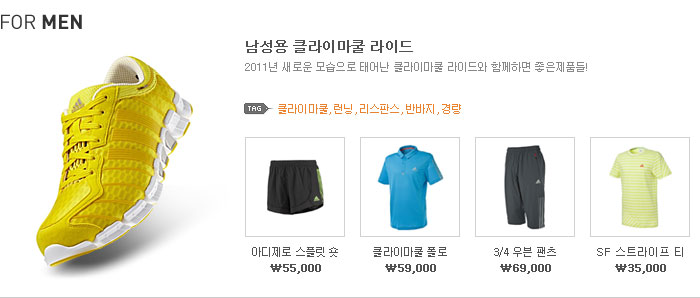 FOR MEN
남성용 클라이마쿨 라이드
2011년 새로운 모습으로 태어난 클라이마쿨 라이드와 함께하면 좋은제품들!
TAG 클라이마쿨, 런닝, 리스판스, 반바지, 경량
아디제로 스플릿 숏
₩55,000
클라이마쿨 폴로
₩59,000
3/4 우븐 팬츠
₩69,000
SF 스트라이프 티
₩35,000